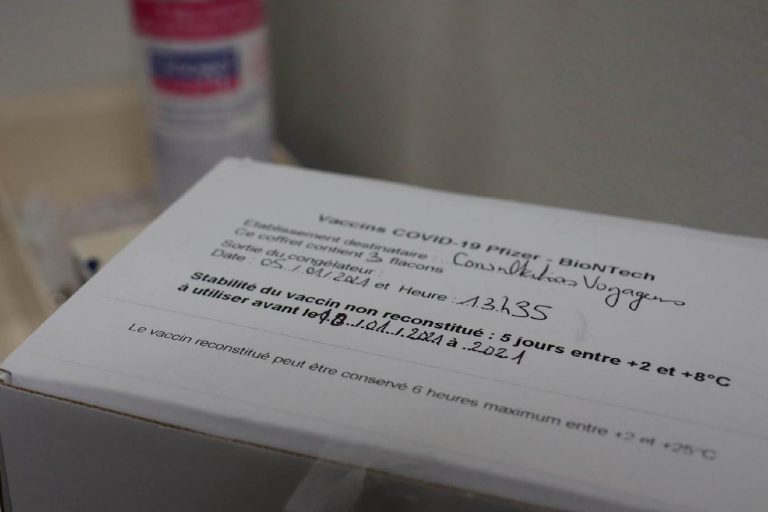 Vaccins COVID-19 Pfizer - BioNTech
Etablissement destinataire : Consultations Voyageurs
Ce coffret contient 3 flacons
Sortie du congélateur :
Date : 05/01/2021 et Heure : 13h35
Stabilité du vaccin non reconstitué : 5 jours entre +2 et +8°C
à utiliser avant le /01/2021 à 2021
Le vaccin reconstitué peut être conservé 6 heures maximum entre +2 et +25°C